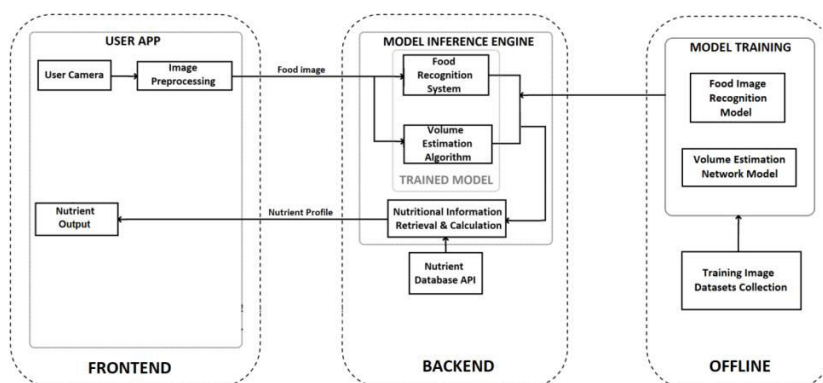 USER APP
User Camera
Image
Preprocessing
Food image
Nutrient
Output
Nutrient Profile
FRONTEND
MODEL INFERENCE ENGINE
Food
Recognition
System
Volume
Estimation
Algorithm
TRAINED MODEL
Nutritional Information
Retrieval & Calculation
Nutrient
Database API
BACKEND
MODEL TRAINING
Food Image
Recognition
Model
Volume Estimation
Network Model
Training Image
Datasets Collection
OFFLINE